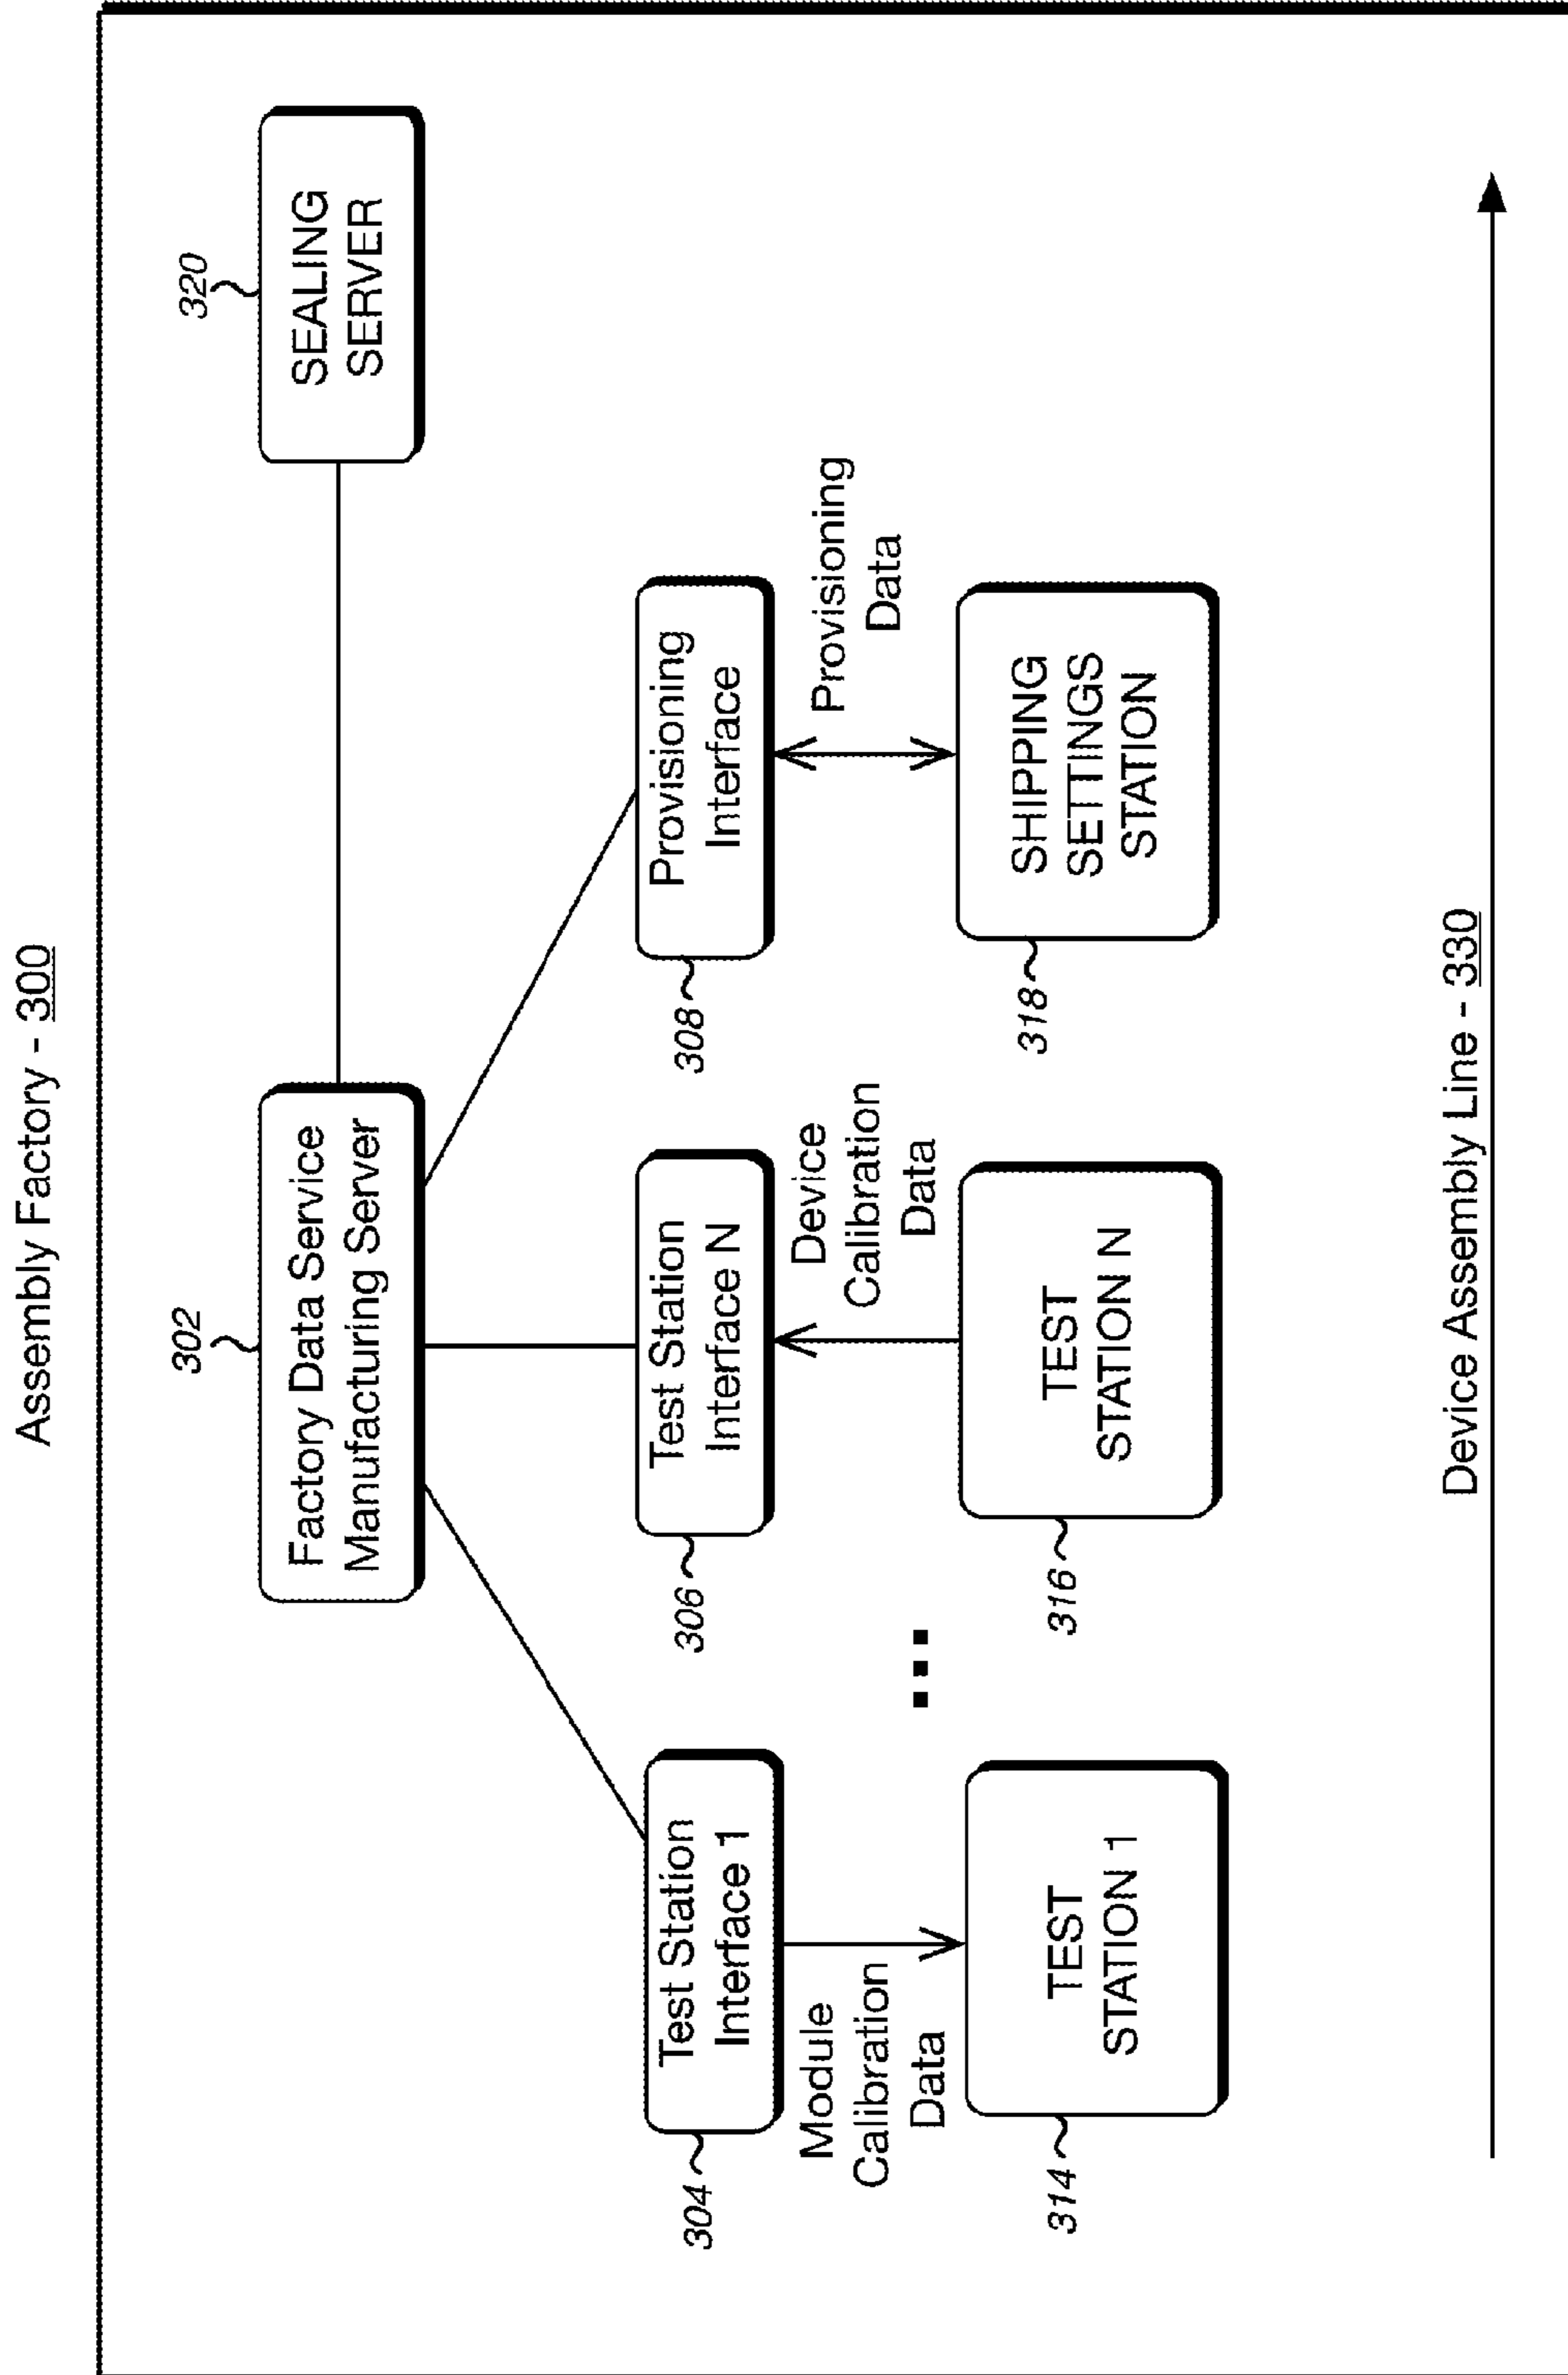 Assembly Factory - 300
302
Factory Data Service
Manufacturing Server
320
SEALING
SERVER
304
Test Station
Interface 1
306
Test Station
Interface N
308
Provisioning
Interface
Module
Calibration
Data
Device
Calibration
Data
Provisioning
Data
314
TEST
STATION 1
...
316
TEST
STATION N
318
SHIPPING
SETTINGS
STATION
Device Assembly Line - 330